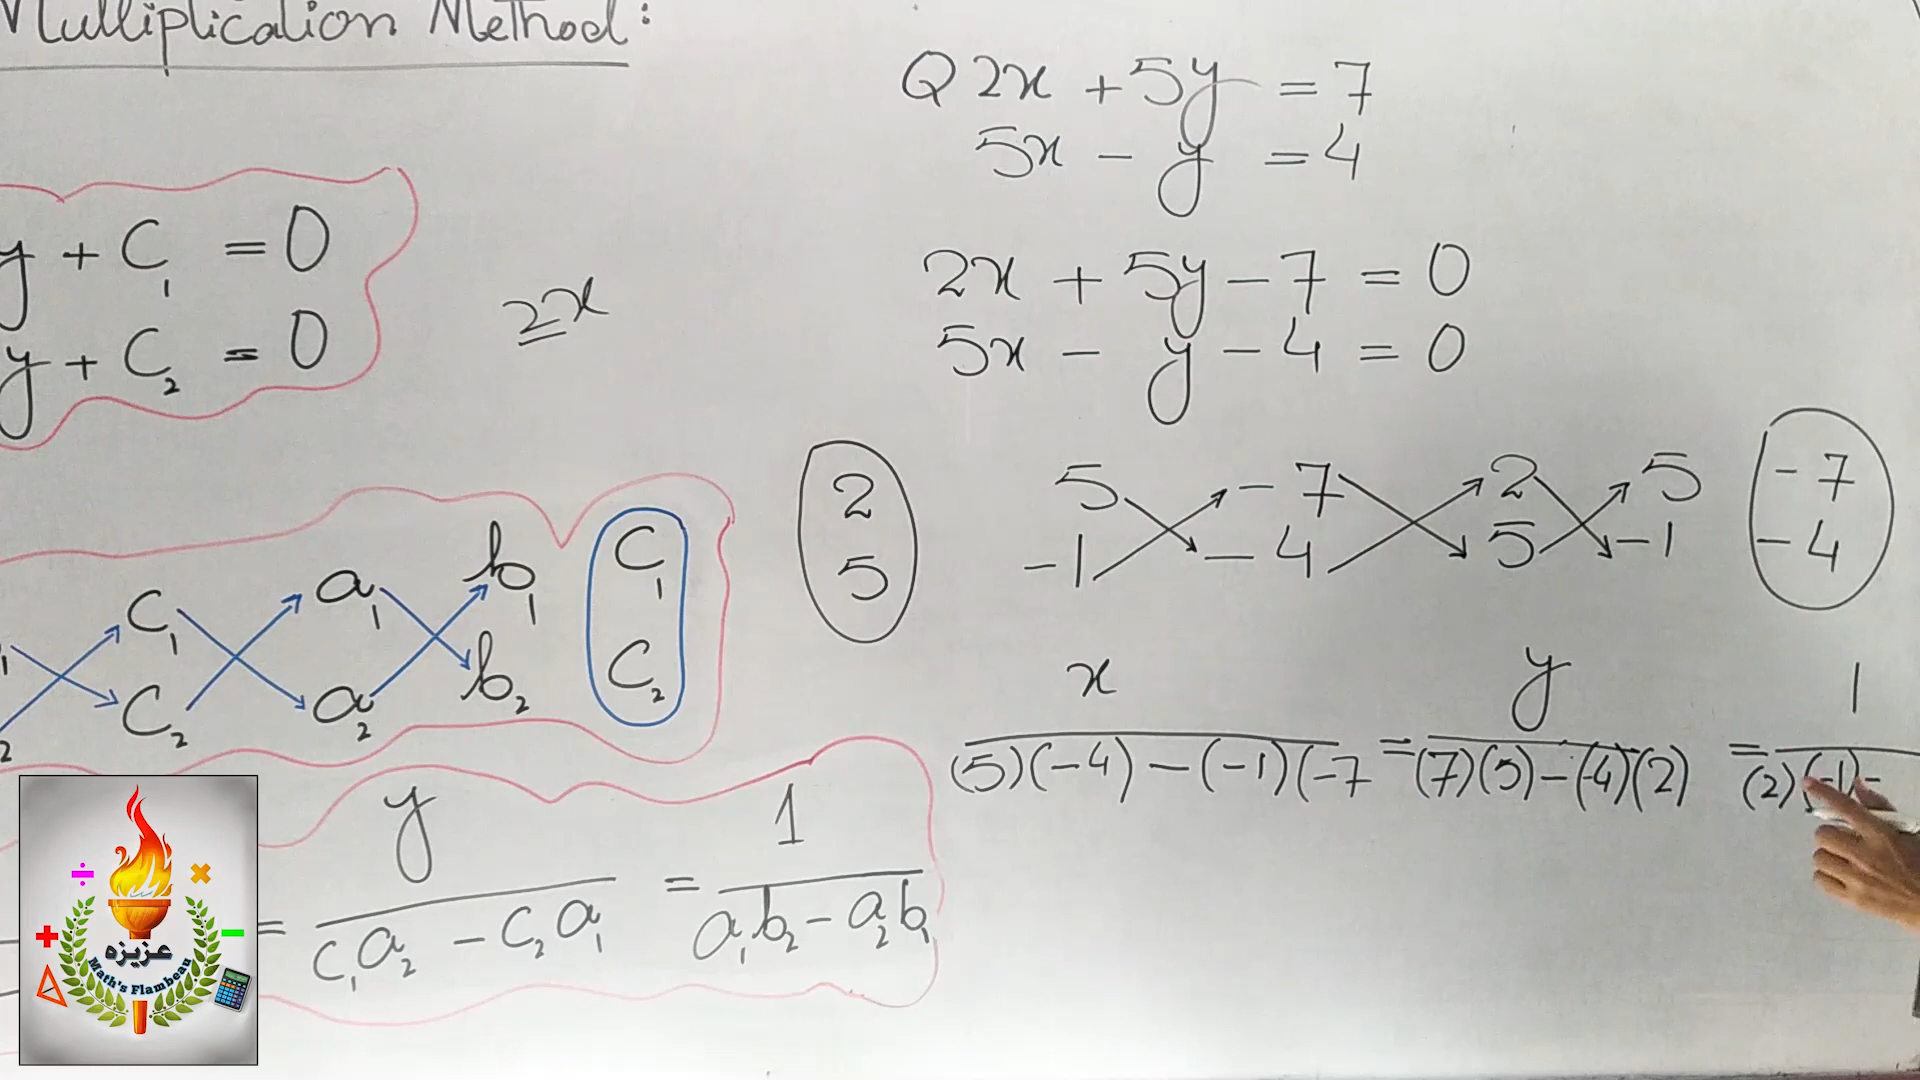 Multiplication Method:
y + C₁ = 0
y + C₂ = 0
2x
C₁ a₁ b₁ C₁
C₂ a₂ b₂ C₂
= y/(C₁a₂ - C₂a₁) = 1/(a₁b₂ - a₂b₁)
Q 2x + 5y = 7
5x - y = 4
2x + 5y - 7 = 0
5x - y - 4 = 0
2 5 -7 2 5 -7
5 -1 -4 5 -1 -4
x y 1
(5)(-4) - (-1)(-7 = (7)(5) - (-4)(2) = (2)(-1) -
÷ ×
+ -
عزیزہ
Math's Flambeau